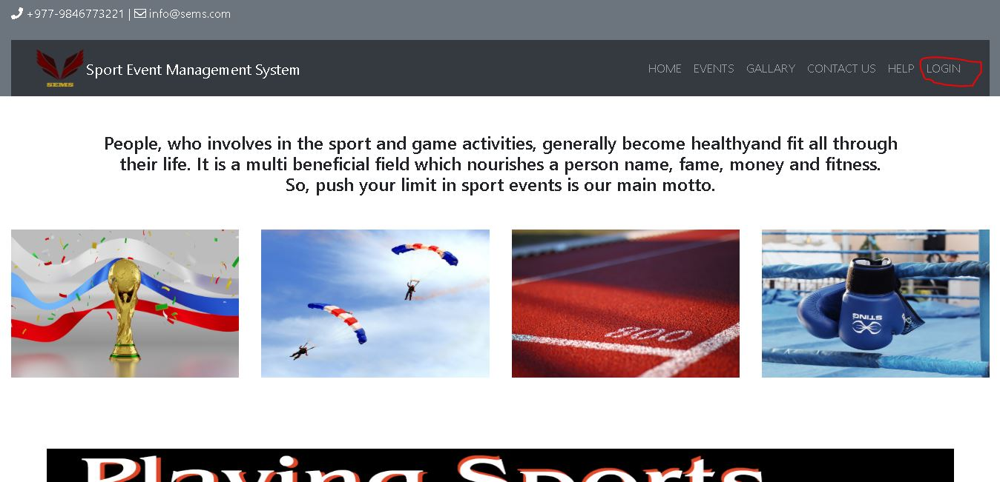 +977-9846773221 | info@sems.com
SEMS
Sport Event Management System
HOME EVENTS GALLARY CONTACT US HELP LOGIN
People, who involves in the sport and game activities, generally become healthyand fit all through
their life. It is a multi beneficial field which nourishes a person name, fame, money and fitness.
So, push your limit in sport events is our main motto.
800
STING
Playing Sports